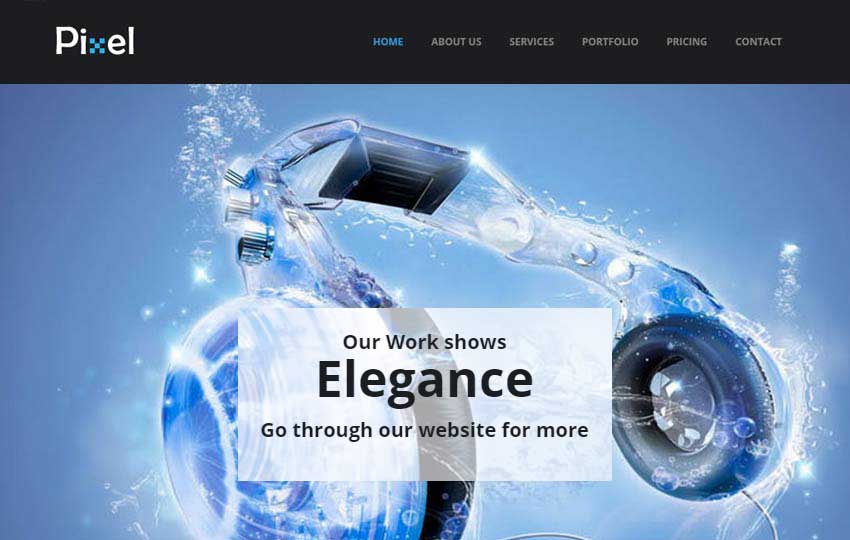 Pixel
HOME ABOUT US SERVICES PORTFOLIO PRICING CONTACT
Our Work shows
Elegance
Go through our website for more